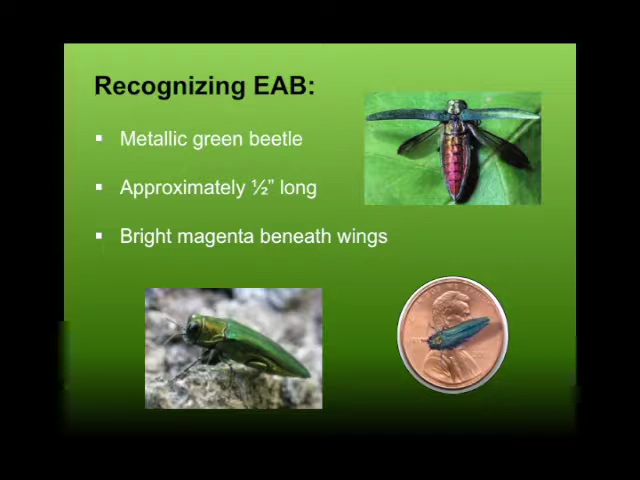 Recognizing EAB:
▪ Metallic green beetle
▪ Approximately ½” long
▪ Bright magenta beneath wings